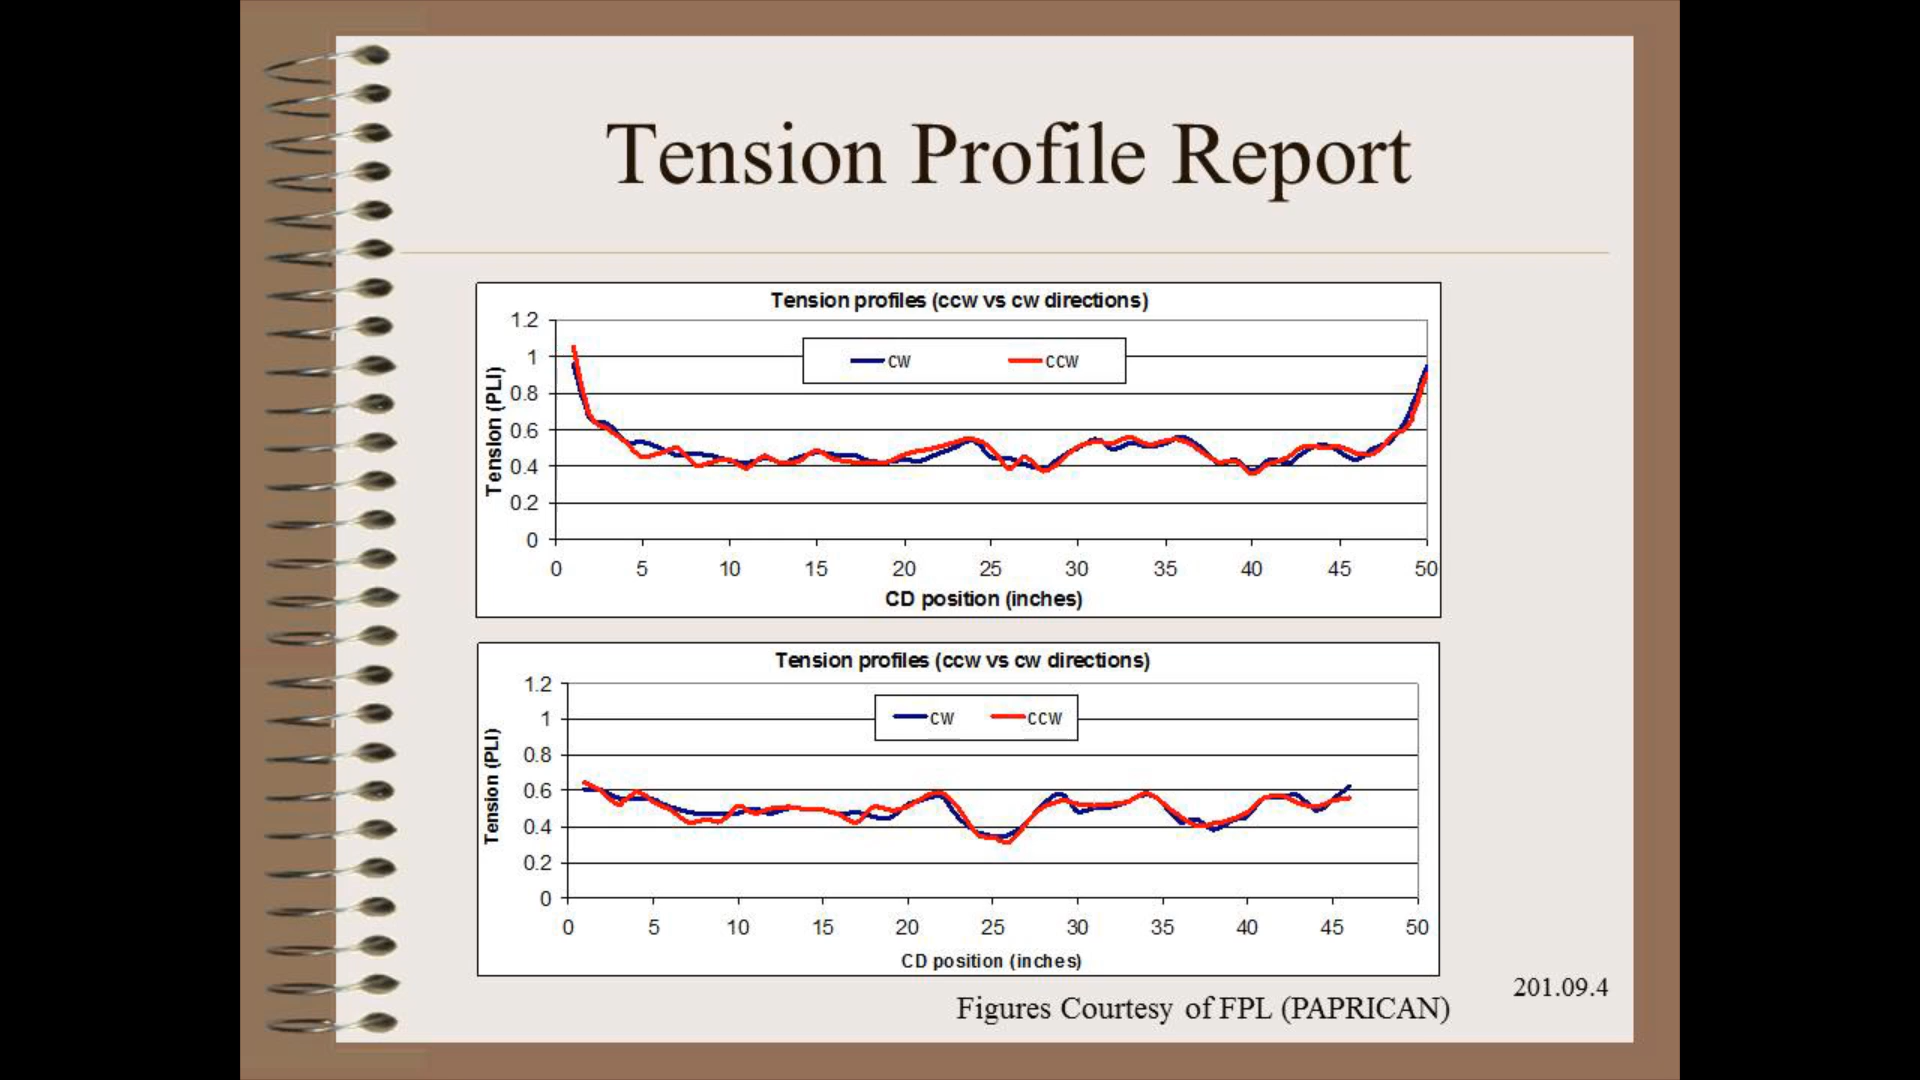 Tension Profile Report
Tension profiles (ccw vs cw directions)
1.2
1
0.8
0.6
0.4
0.2
0
Tension (PLI)
CW CCW
0 5 10 15 20 25 30 35 40 45 50
CD position (inches)
Tension profiles (ccw vs cw directions)
1.2
1
0.8
0.6
0.4
0.2
0
Tension (PLI)
CW CCW
0 5 10 15 20 25 30 35 40 45 50
CD position (inches)
201.09.4
Figures Courtesy of FPL (PAPRICAN)